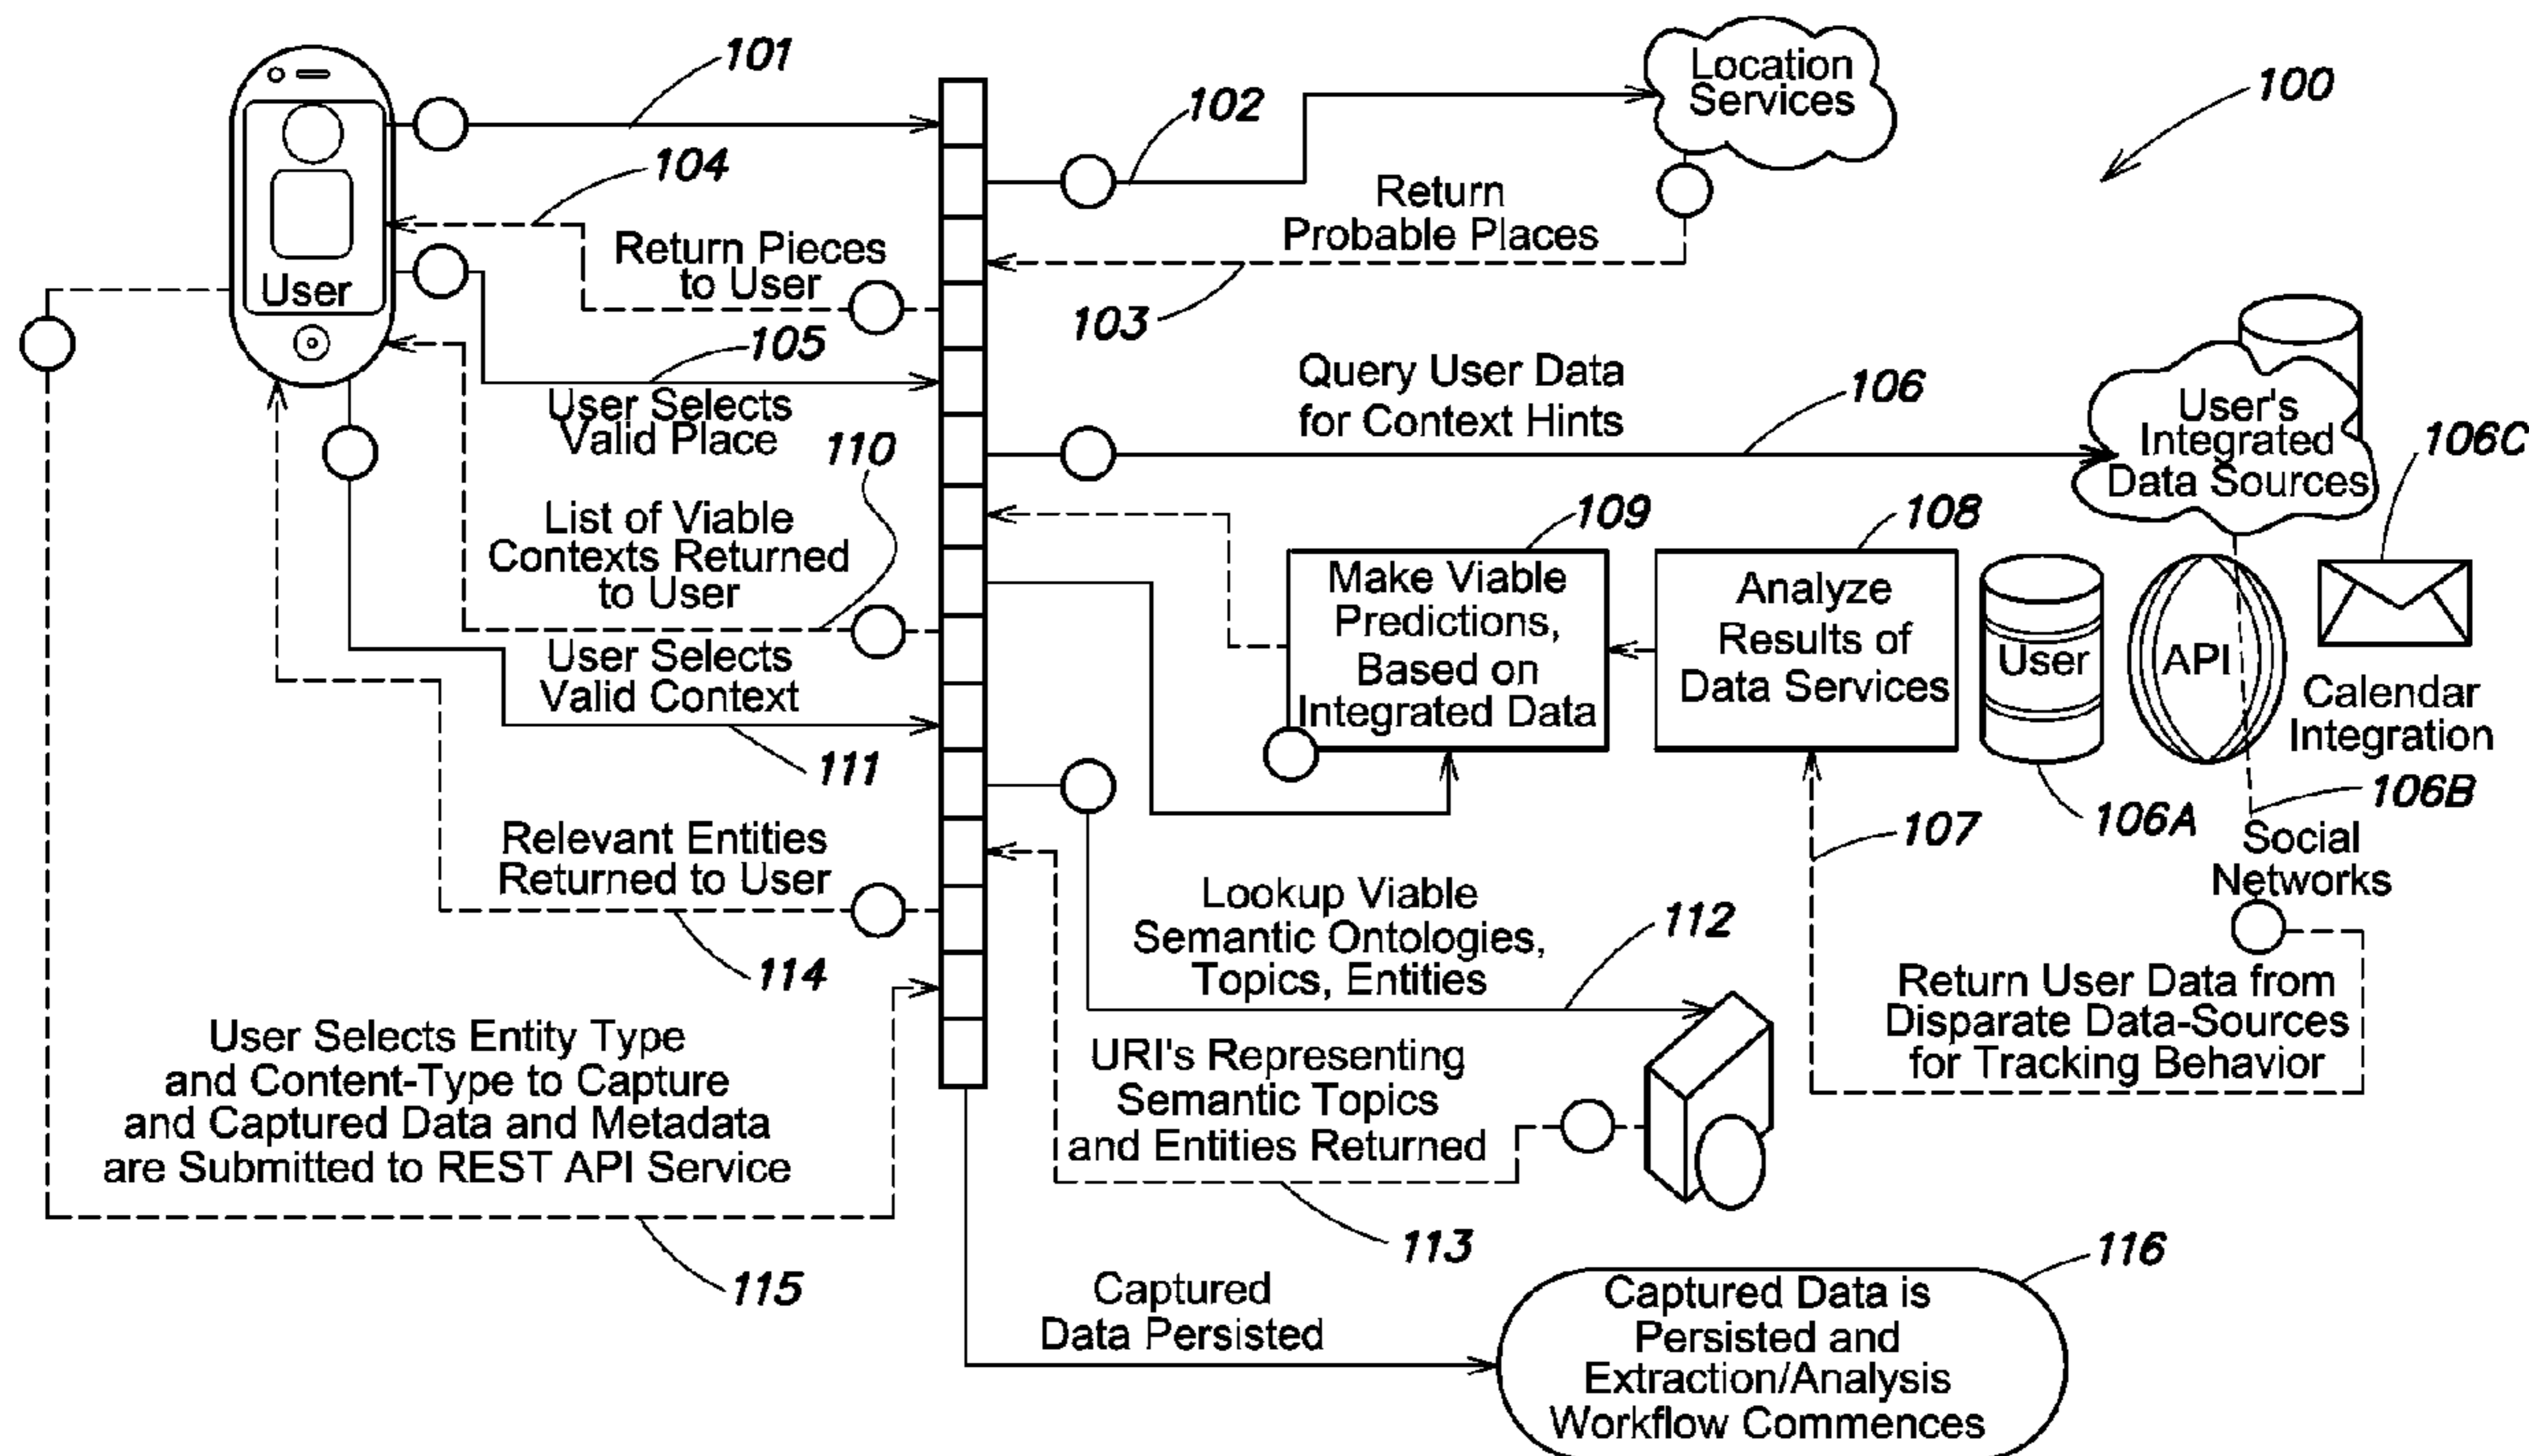 101
102
Location
Services
100
104
Return
Probable Places
Return Pieces
to User
User
103
105
User Selects
Valid Place
Query User Data
for Context Hints
106
User's
Integrated
Data Sources
106C
110
List of Viable
Contexts Returned
to User
109
Make Viable
Predictions,
Based on
Integrated Data
108
Analyze
Results of
Data Services
User
API
Calendar
Integration
User Selects
Valid Context
111
106A
106B
107
Social
Networks
Relevant Entities
Returned to User
114
Lookup Viable
Semantic Ontologies,
Topics, Entities
112
Return User Data from
Disparate Data-Sources
for Tracking Behavior
User Selects Entity Type
and Content-Type to Capture
and Captured Data and Metadata
are Submitted to REST API Service
115
URI's Representing
Semantic Topics
and Entities Returned
113
Captured
Data Persisted
116
Captured Data is
Persisted and
Extraction/Analysis
Workflow Commences